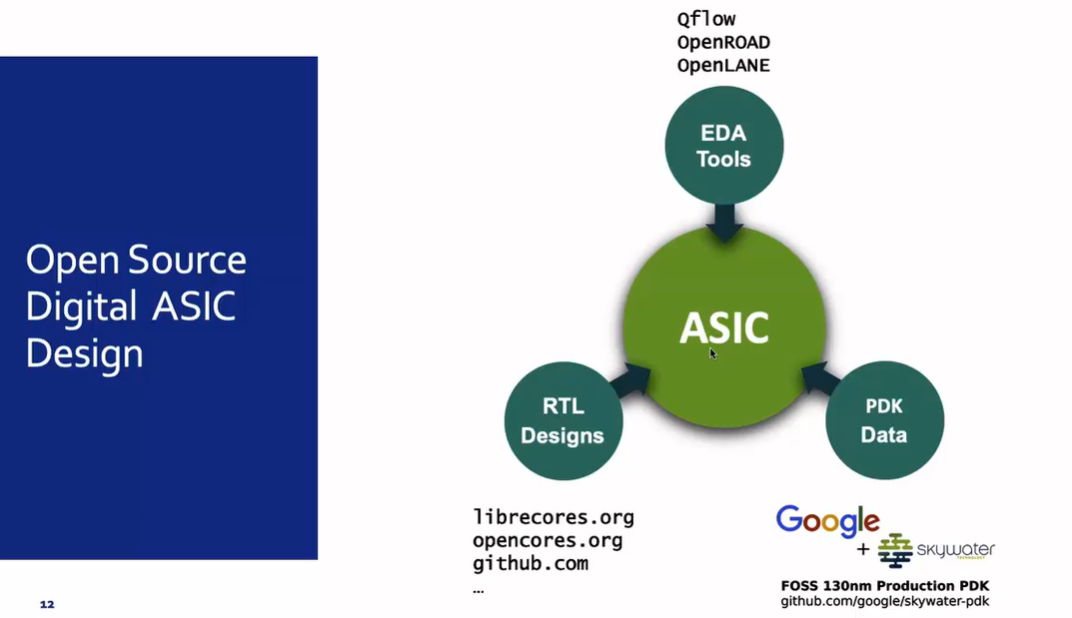 Open Source
Digital ASIC
Design
Qflow
OpenROAD
OpenLANE
EDA
Tools
ASIC
RTL
Designs
PDK
Data
librecores.org
opencores.org
github.com
...
Google
+ skywater
FOSS 130nm Production PDK
github.com/google/skywater-pdk
12